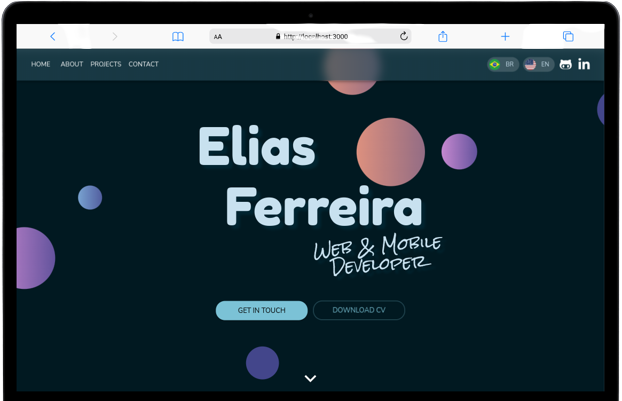 AA http://localhost:3000
HOME ABOUT PROJECTS CONTACT BR EN in
Elias
Ferreira
Web & Mobile
Developer
GET IN TOUCH DOWNLOAD CV